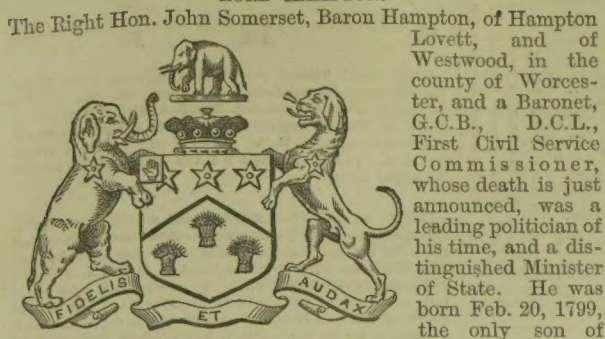 The Right Hon. John Somerset, Baron Hampton, of Hampton
Lovett, and of
Westwood, in the
county of Worces-
ter, and a Baronet,
G.C.B., D.C.L.,
First Civil Service
Commissioner,
whose death is just
announced, was a
leading politician of
his time, and a dis-
tinguished Minister
of State. He was
born Feb. 20, 1799,
the only son of
FIDELIS
ET
AUDAX